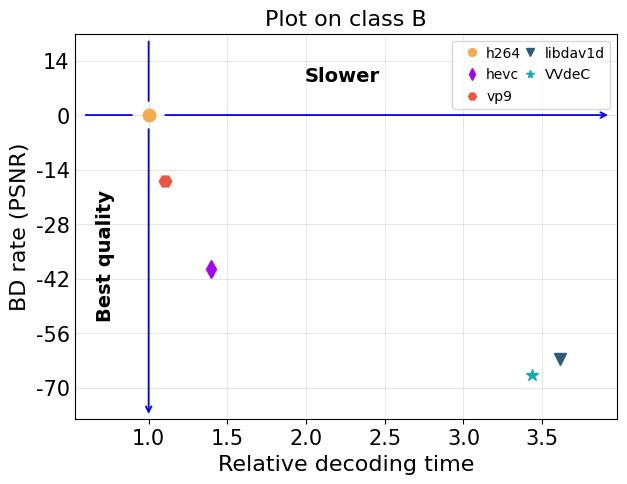 Plot on class B
h264
hevc
vp9
libdav1d
VVdeC
Slower
Best quality
BD rate (PSNR)
14
0
-14
-28
-42
-56
-70
1.0
1.5
2.0
2.5
3.0
3.5
Relative decoding time